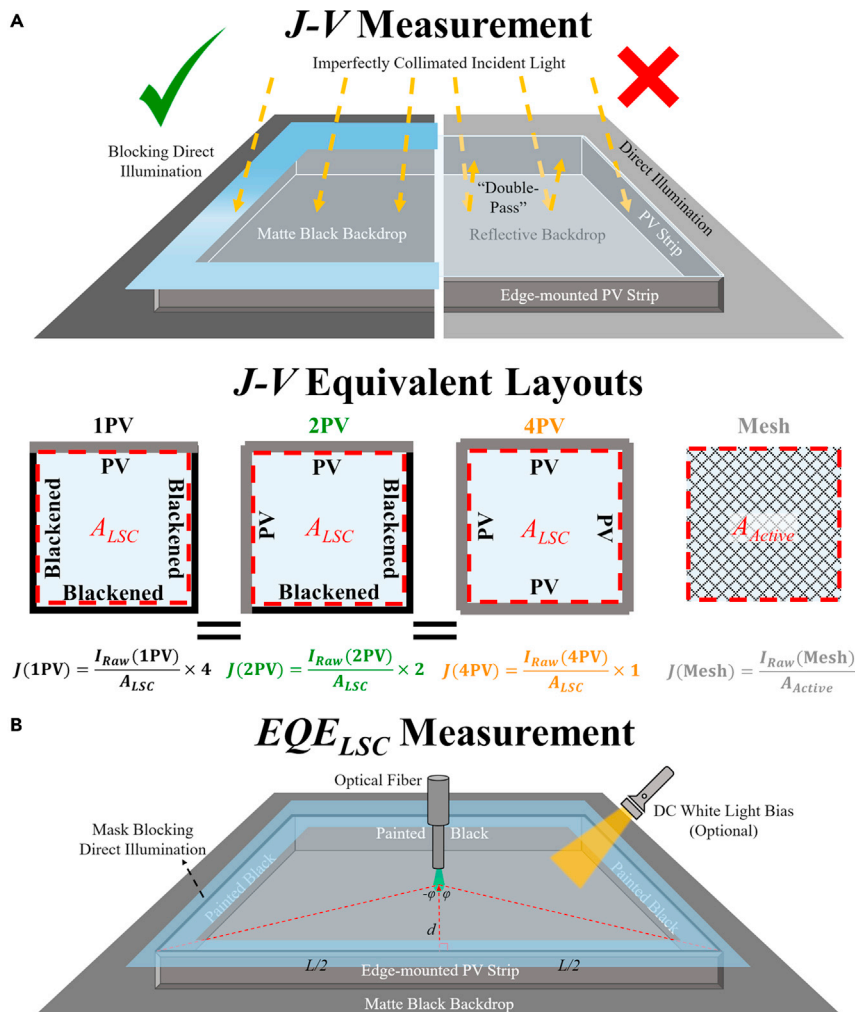 A
J-V Measurement
Imperfectly Collimated Incident Light
Blocking Direct
Illumination
Direct Illumination
"Double-
Pass"
PV Strip
Matte Black Backdrop
Reflective Backdrop
Edge-mounted PV Strip
J-V Equivalent Layouts
1PV
PV
Blackened
Blackened
A_LSC
Blackened
2PV
PV
PV
Blackened
A_LSC
Blackened
4PV
PV
PV
PV
A_LSC
PV
Mesh
A_Active
=
=
J(1PV) = I_Raw(1PV) / A_LSC × 4
J(2PV) = I_Raw(2PV) / A_LSC × 2
J(4PV) = I_Raw(4PV) / A_LSC × 1
J(Mesh) = I_Raw(Mesh) / A_Active
B
EQE_LSC Measurement
Optical Fiber
DC White Light Bias
(Optional)
Mask Blocking
Direct Illumination
Painted Black
Painted Black
Painted Black
-φ φ
d
L/2
L/2
Edge-mounted PV Strip
Matte Black Backdrop